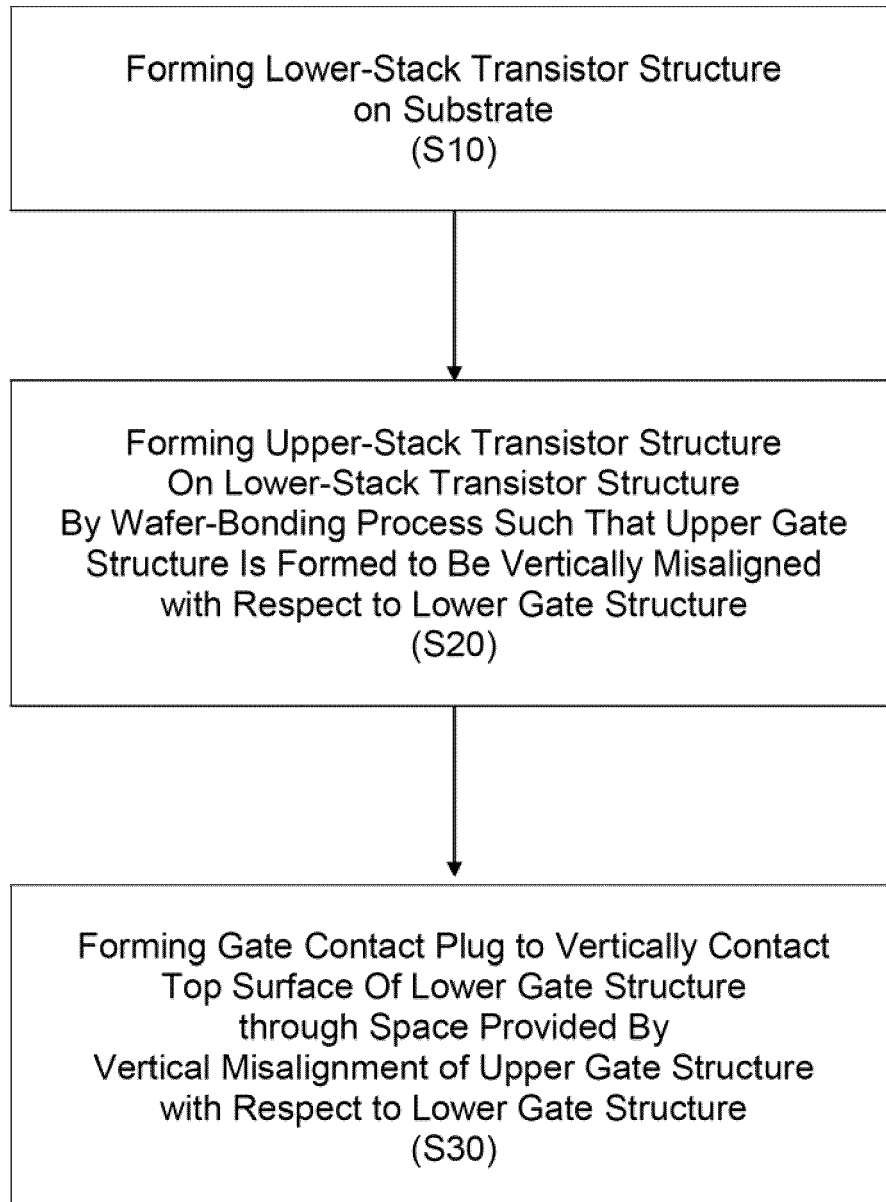 Forming Lower-Stack Transistor Structure
on Substrate
(S10)
Forming Upper-Stack Transistor Structure
On Lower-Stack Transistor Structure
By Wafer-Bonding Process Such That Upper Gate
Structure Is Formed to Be Vertically Misaligned
with Respect to Lower Gate Structure
(S20)
Forming Gate Contact Plug to Vertically Contact
Top Surface Of Lower Gate Structure
through Space Provided By
Vertical Misalignment of Upper Gate Structure
with Respect to Lower Gate Structure
(S30)